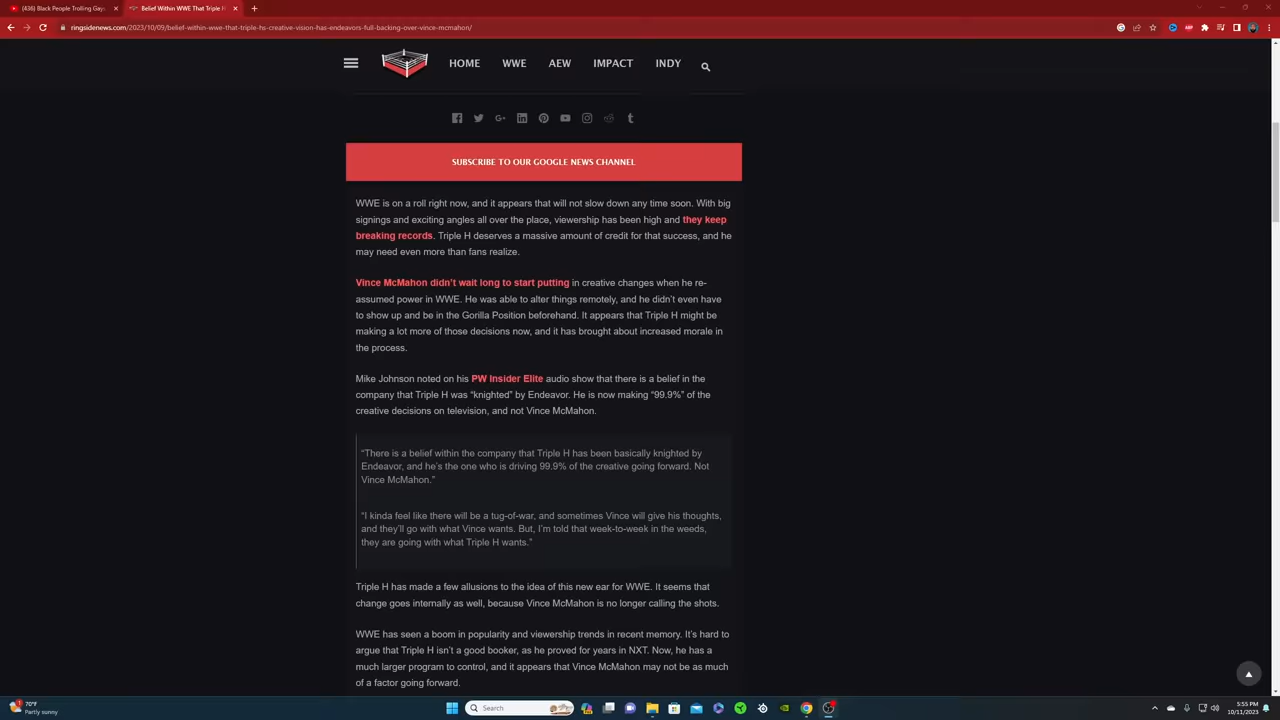 (436) Black People Trolling Gay
Belief Within WWE That Triple H
ringsidenews.com/2023/10/09/belief-within-wwe-that-triple-hs-creative-vision-has-endeavors-full-backing-over-vince-mcmahon/
HOME WWE AEW IMPACT INDY
SUBSCRIBE TO OUR GOOGLE NEWS CHANNEL
WWE is on a roll right now, and it appears that will not slow down any time soon. With big
signings and exciting angles all over the place, viewership has been high and they keep
breaking records. Triple H deserves a massive amount of credit for that success, and he
may need even more than fans realize.
Vince McMahon didn't wait long to start putting in creative changes when he re-
assumed power in WWE. He was able to alter things remotely, and he didn't even have
to show up and be in the Gorilla Position beforehand. It appears that Triple H might be
making a lot more of those decisions now, and it has brought about increased morale in
the process.
Mike Johnson noted on his PW Insider Elite audio show that there is a belief in the
company that Triple H was “knighted” by Endeavor. He is now making “99.9%” of the
creative decisions on television, and not Vince McMahon.
“There is a belief within the company that Triple H has been basically knighted by
Endeavor, and he's the one who is driving 99.9% of the creative going forward. Not
Vince McMahon.”
“I kinda feel like there will be a tug-of-war, and sometimes Vince will give his thoughts,
and they'll go with what Vince wants. But, I'm told that week-to-week in the weeds,
they are going with what Triple H wants.”
Triple H has made a few allusions to the idea of this new ear for WWE. It seems that
change goes internally as well, because Vince McMahon is no longer calling the shots.
WWE has seen a boom in popularity and viewership trends in recent memory. It's hard to
argue that Triple H isn't a good booker, as he proved for years in NXT. Now, he has a
much larger program to control, and it appears that Vince McMahon may not be as much
of a factor going forward.
70°F
Partly sunny
Search
5:55 PM
10/11/2023